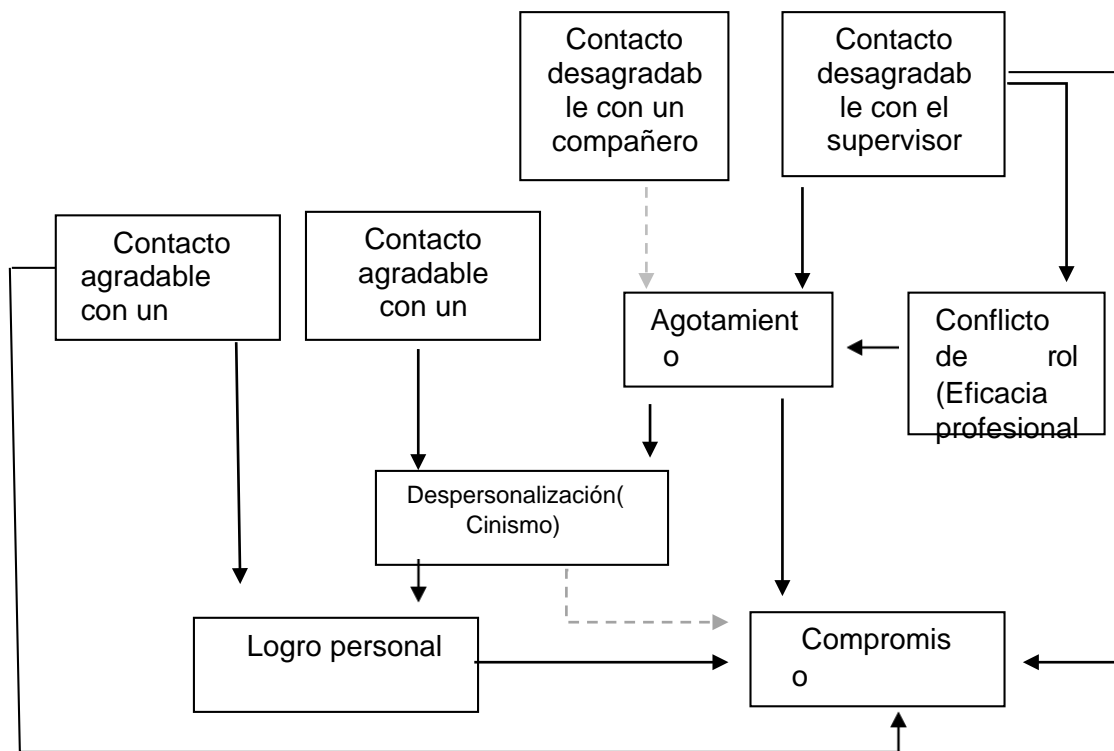 Contacto
desagradab
le con un
compañero
Contacto
desagradab
le con el
supervisor
Contacto
agradable
con un
Contacto
agradable
con un
Agotamient
o
Conflicto
de rol
(Eficacia
profesional
Despersonalización(
Cinismo)
Logro personal
Compromis
o